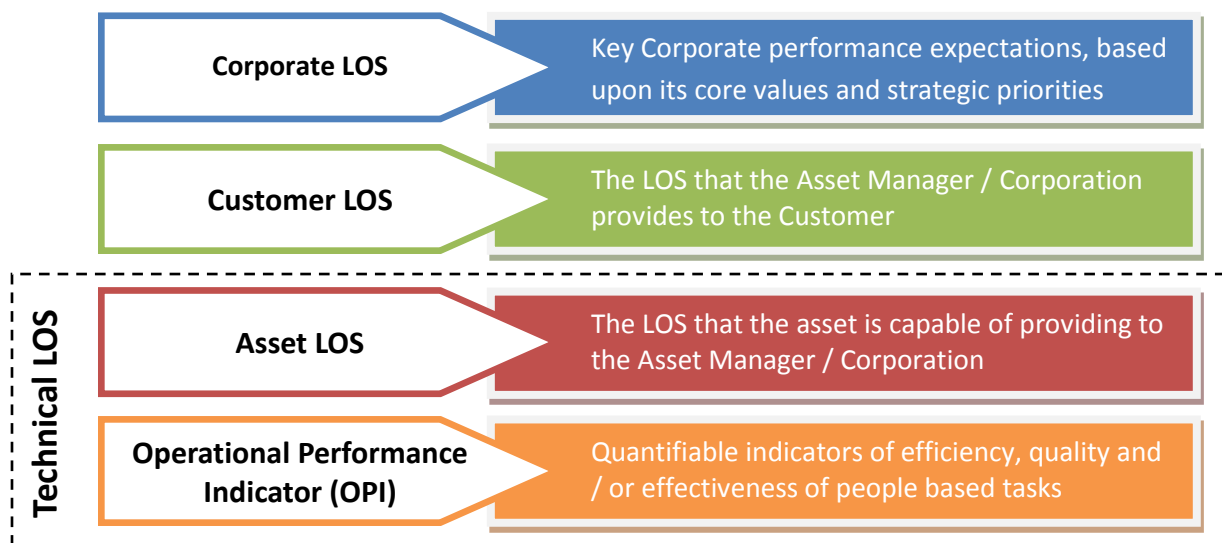 Corporate LOS
Key Corporate performance expectations, based
upon its core values and strategic priorities
Customer LOS
The LOS that the Asset Manager / Corporation
provides to the Customer
Technical LOS
Asset LOS
The LOS that the asset is capable of providing to
the Asset Manager / Corporation
Operational Performance
Indicator (OPI)
Quantifiable indicators of efficiency, quality and
/ or effectiveness of people based tasks